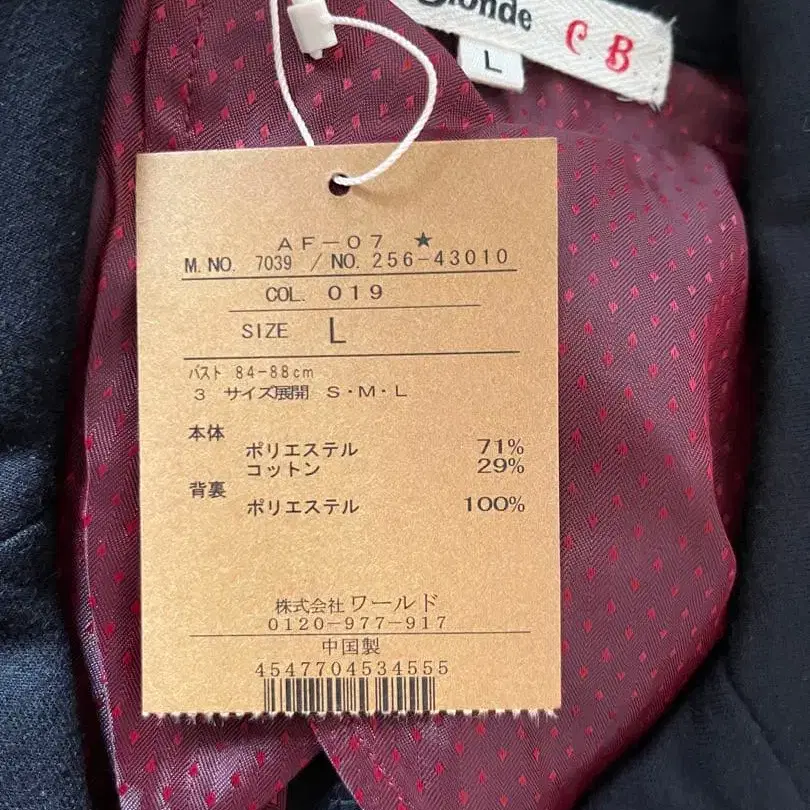 londe C B
L
AF-07 ★
M.NO. 7039 / NO. 256-43010
COL. 019
SIZE L
バスト 84-88cm
3 サイズ展開 S・M・L
本体
ポリエステル 71%
コットン 29%
背裏
ポリエステル 100%
株式会社 ワールド
0120-977-917
中国製
4547704534555